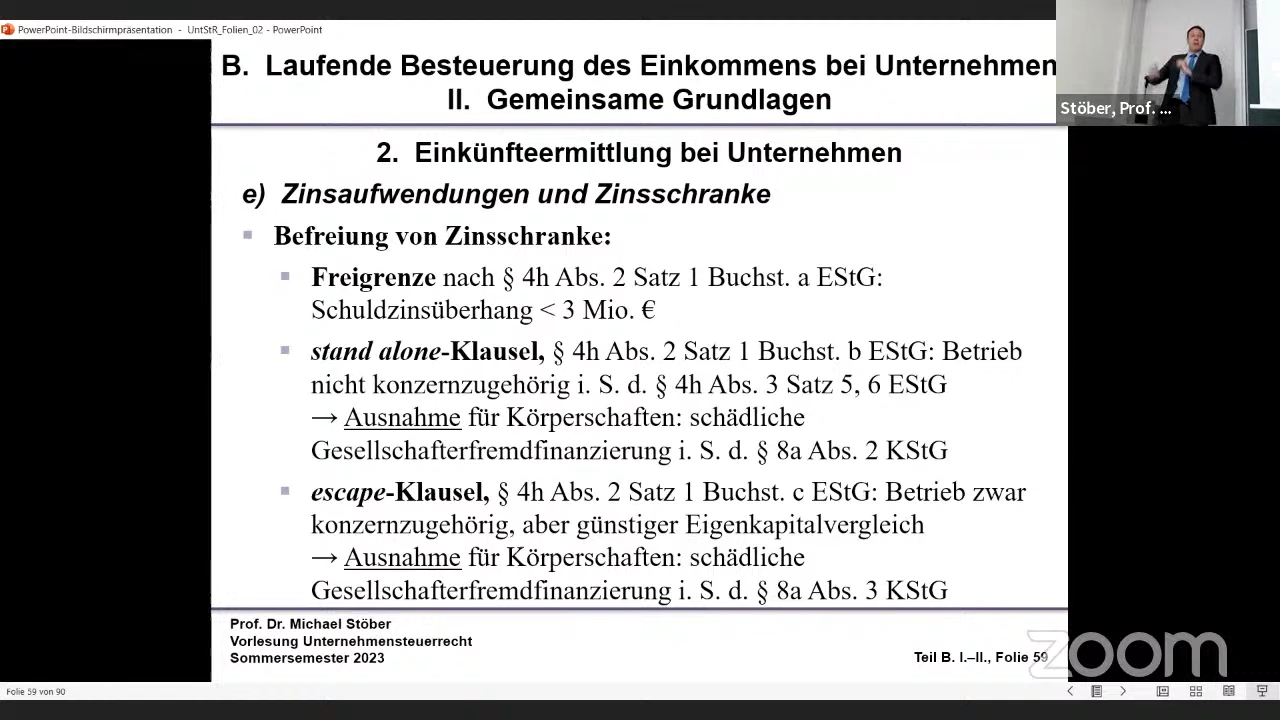 PowerPoint-Bildschirmpräsentation - UntStR_Folien_02 - PowerPoint
B. Laufende Besteuerung des Einkommens bei Unternehmen
II. Gemeinsame Grundlagen
Stöber, Prof. ...
2. Einkünfteermittlung bei Unternehmen
e) Zinsaufwendungen und Zinsschranke
Befreiung von Zinsschranke:
Freigrenze nach § 4h Abs. 2 Satz 1 Buchst. a EStG:
Schuldzinsüberhang < 3 Mio. €
stand alone-Klausel, § 4h Abs. 2 Satz 1 Buchst. b EStG: Betrieb
nicht konzernzugehörig i. S. d. § 4h Abs. 3 Satz 5, 6 EStG
→ Ausnahme für Körperschaften: schädliche
Gesellschafterfremdfinanzierung i. S. d. § 8a Abs. 2 KStG
escape-Klausel, § 4h Abs. 2 Satz 1 Buchst. c EStG: Betrieb zwar
konzernzugehörig, aber günstiger Eigenkapitalvergleich
→ Ausnahme für Körperschaften: schädliche
Gesellschafterfremdfinanzierung i. S. d. § 8a Abs. 3 KStG
Prof. Dr. Michael Stöber
Vorlesung Unternehmensteuerrecht
Sommersemester 2023
Teil B. I.–II., Folie 59
zoom
Folie 59 von 90